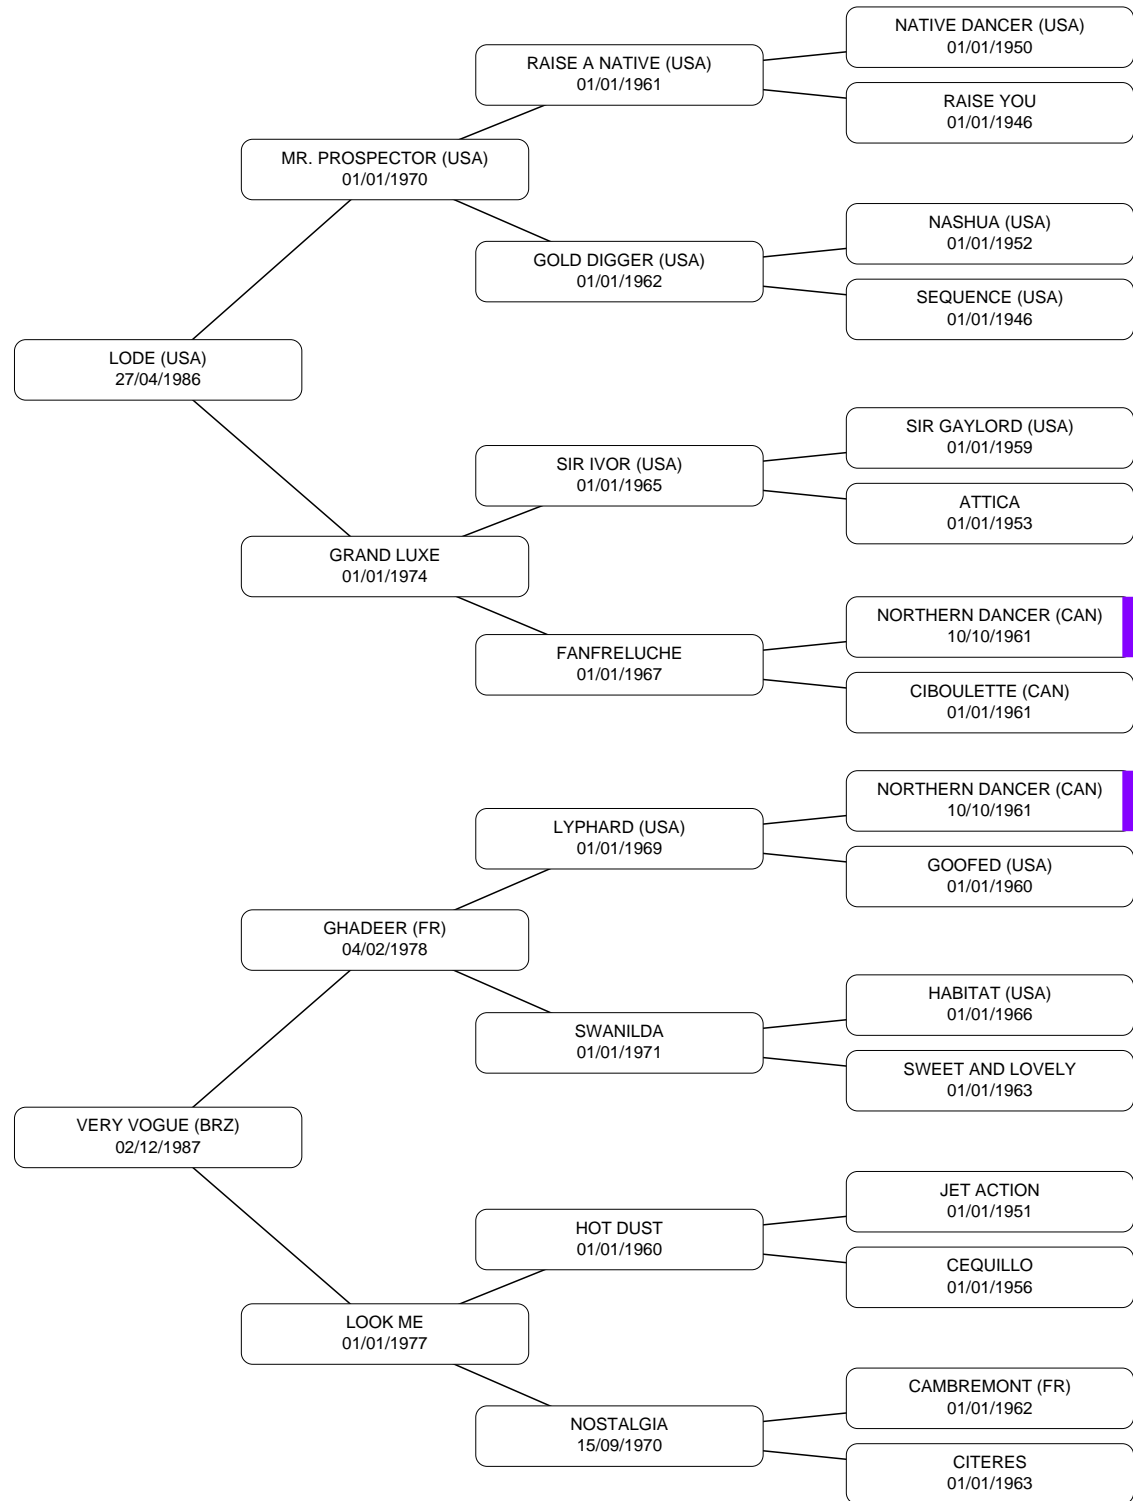 NATIVE DANCER (USA)
01/01/1950
RAISE A NATIVE (USA)
01/01/1961
RAISE YOU
01/01/1946
MR. PROSPECTOR (USA)
01/01/1970
NASHUA (USA)
01/01/1952
GOLD DIGGER (USA)
01/01/1962
SEQUENCE (USA)
01/01/1946
LODE (USA)
27/04/1986
SIR GAYLORD (USA)
01/01/1959
SIR IVOR (USA)
01/01/1965
ATTICA
01/01/1953
GRAND LUXE
01/01/1974
NORTHERN DANCER (CAN)
10/10/1961
FANFRELUCHE
01/01/1967
CIBOULETTE (CAN)
01/01/1961
NORTHERN DANCER (CAN)
10/10/1961
LYPHARD (USA)
01/01/1969
GOOFED (USA)
01/01/1960
GHADEER (FR)
04/02/1978
HABITAT (USA)
01/01/1966
SWANILDA
01/01/1971
SWEET AND LOVELY
01/01/1963
VERY VOGUE (BRZ)
02/12/1987
JET ACTION
01/01/1951
HOT DUST
01/01/1960
CEQUILLO
01/01/1956
LOOK ME
01/01/1977
CAMBREMONT (FR)
01/01/1962
NOSTALGIA
15/09/1970
CITERES
01/01/1963